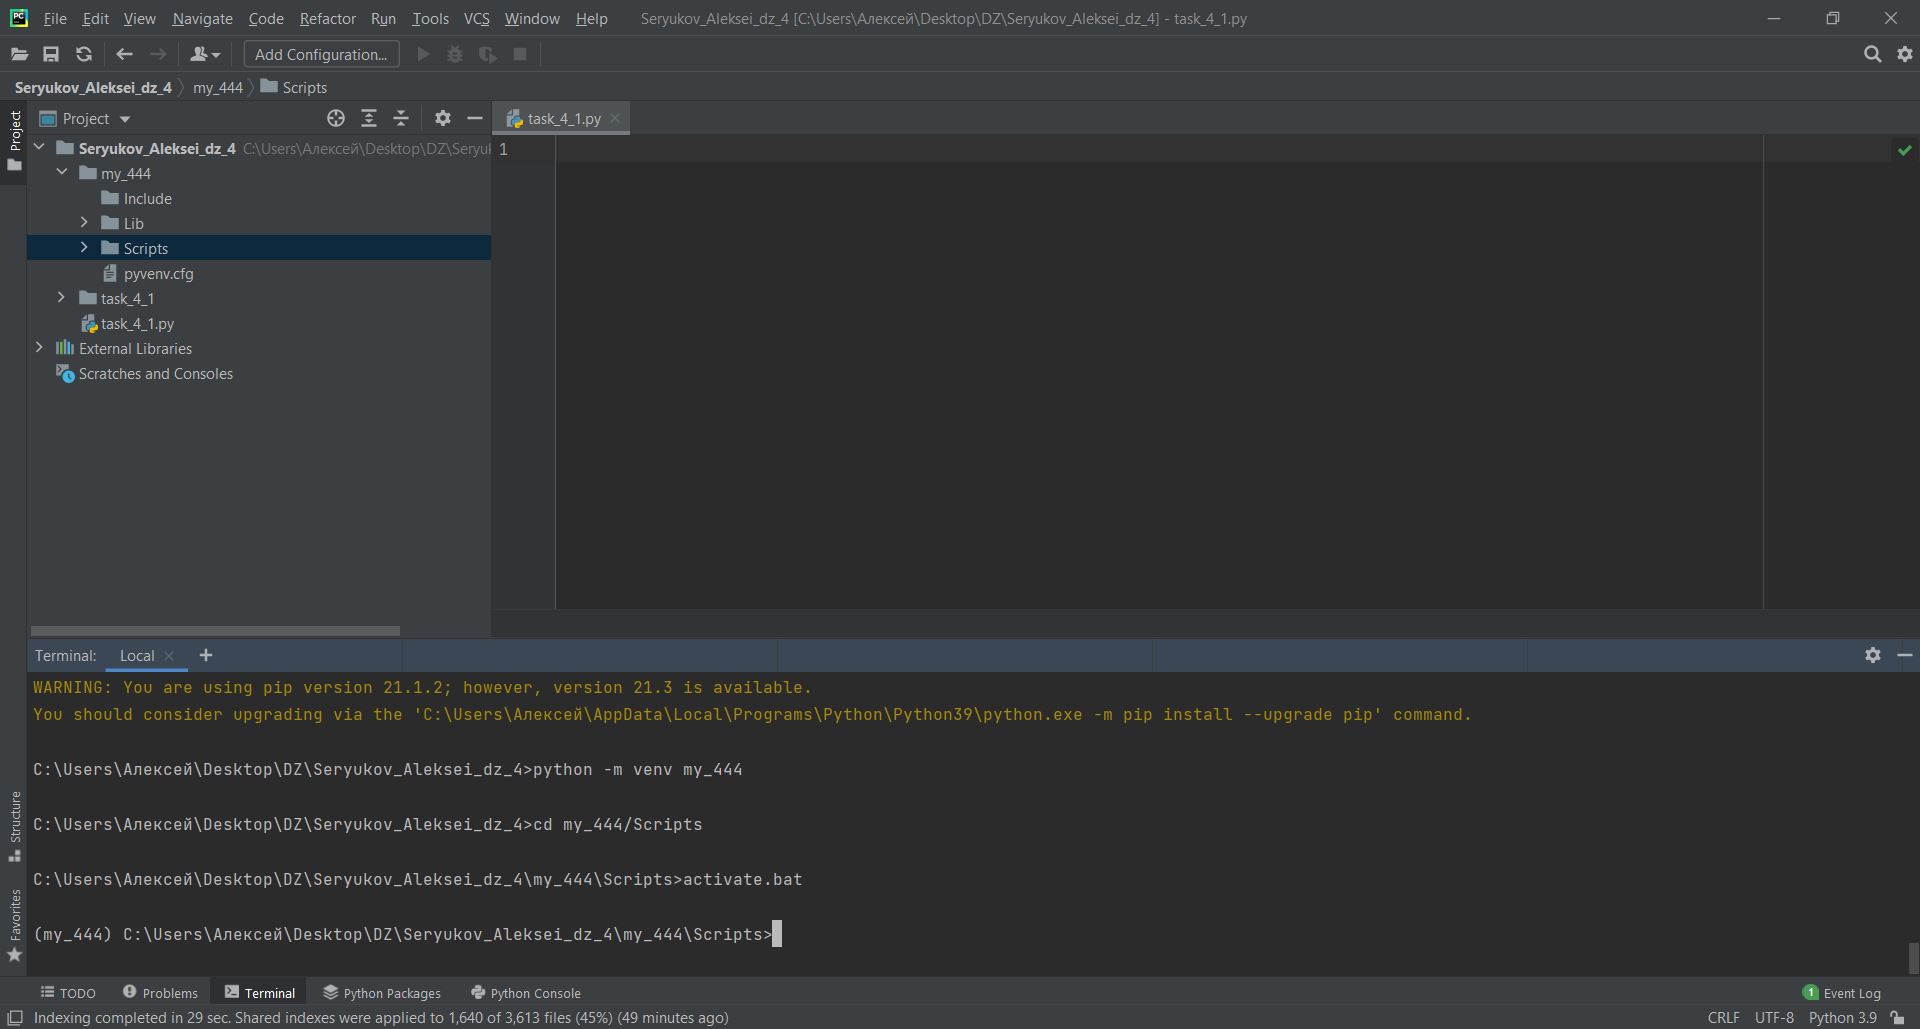 PC File Edit View Navigate Code Refactor Run Tools VCS Window Help Seryukov_Aleksei_dz_4 [C:\Users\Алексей\Desktop\DZ\Seryukov_Aleksei_dz_4] - task_4_1.py
Add Configuration...
Seryukov_Aleksei_dz_4 my_444 Scripts
Project
Project
task_4_1.py
Seryukov_Aleksei_dz_4 C:\Users\Алексей\Desktop\DZ\Seryu
1
my_444
Include
Lib
Scripts
pyvenv.cfg
task_4_1
task_4_1.py
External Libraries
Scratches and Consoles
Terminal: Local
WARNING: You are using pip version 21.1.2; however, version 21.3 is available.
You should consider upgrading via the 'C:\Users\Алексей\AppData\Local\Programs\Python\Python39\python.exe -m pip install --upgrade pip' command.
C:\Users\Алексей\Desktop\DZ\Seryukov_Aleksei_dz_4>python -m venv my_444
C:\Users\Алексей\Desktop\DZ\Seryukov_Aleksei_dz_4>cd my_444/Scripts
C:\Users\Алексей\Desktop\DZ\Seryukov_Aleksei_dz_4\my_444\Scripts>activate.bat
(my_444) C:\Users\Алексей\Desktop\DZ\Seryukov_Aleksei_dz_4\my_444\Scripts>
Structure
Favorites
TODO Problems Terminal Python Packages Python Console 1 Event Log
Indexing completed in 29 sec. Shared indexes were applied to 1,640 of 3,613 files (45%) (49 minutes ago) CRLF UTF-8 Python 3.9